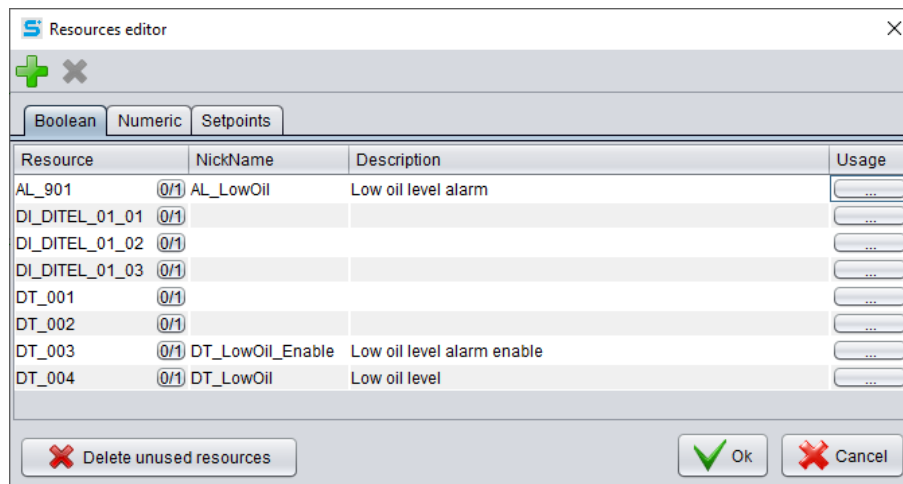 Resources editor
Boolean Numeric Setpoints
Resource NickName Description Usage
AL_901 0/1 AL_LowOil Low oil level alarm ...
DI_DITEL_01_01 0/1 ...
DI_DITEL_01_02 0/1 ...
DI_DITEL_01_03 0/1 ...
DT_001 0/1 ...
DT_002 0/1 ...
DT_003 0/1 DT_LowOil_Enable Low oil level alarm enable ...
DT_004 0/1 DT_LowOil Low oil level ...
Delete unused resources Ok Cancel